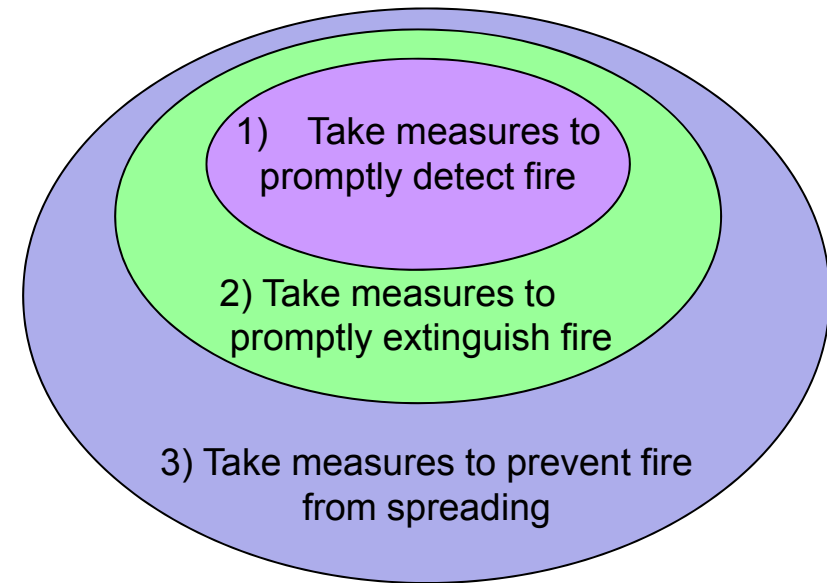 1) Take measures to
promptly detect fire
2) Take measures to
promptly extinguish fire
3) Take measures to prevent fire
from spreading